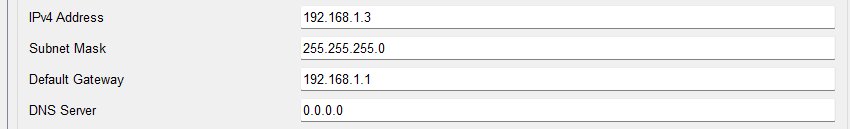 IPv4 Address 192.168.1.3
Subnet Mask 255.255.255.0
Default Gateway 192.168.1.1
DNS Server 0.0.0.0